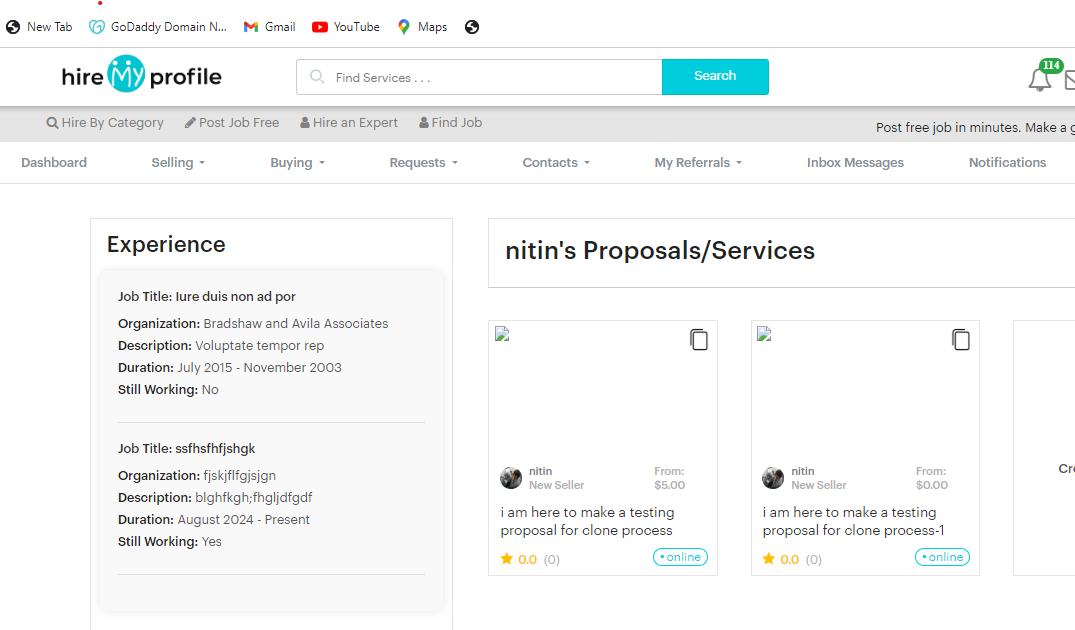 New Tab GoDaddy Domain N... Gmail YouTube Maps
hire My profile Find Services . . . Search 114
Hire By Category Post Job Free Hire an Expert Find Job
Post free job in minutes. Make a
Dashboard Selling Buying Requests Contacts My Referrals Inbox Messages Notifications
Experience
Job Title: Iure duis non ad por
Organization: Bradshaw and Avila Associates
Description: Voluptate tempor rep
Duration: July 2015 - November 2003
Still Working: No
Job Title: ssfhsfhfjshgk
Organization: fjskjflfgjsjgn
Description: blghfkgh;fhgljdfgdf
Duration: August 2024 - Present
Still Working: Yes
nitin's Proposals/Services
nitin
New Seller
From:
$5.00
i am here to make a testing
proposal for clone process
0.0 (0) • online
nitin
New Seller
From:
$0.00
i am here to make a testing
proposal for clone process-1
0.0 (0) • online